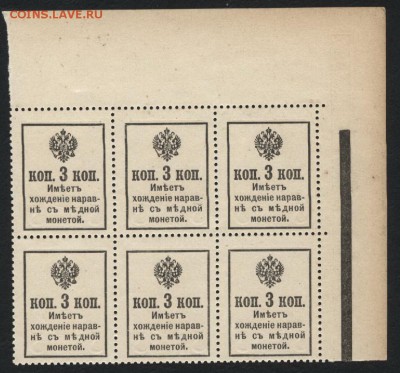 COINS.LAVE.RU
коп. 3 коп.
Имѣетъ
хожденіе нарав-
нѣ съ мѣдной
монетой.
коп. 3 коп.
Имѣетъ
хожденіе нарав-
нѣ съ мѣдной
монетой.
коп. 3 коп.
Имѣетъ
хожденіе нарав-
нѣ съ мѣдной
монетой.
коп. 3 коп.
Имѣетъ
хожденіе нарав-
нѣ съ мѣдной
монетой.
коп. 3 коп.
Имѣетъ
хожденіе нарав-
нѣ съ мѣдной
монетой.
коп. 3 коп.
Имѣетъ
хожденіе нарав-
нѣ съ мѣдной
монетой.